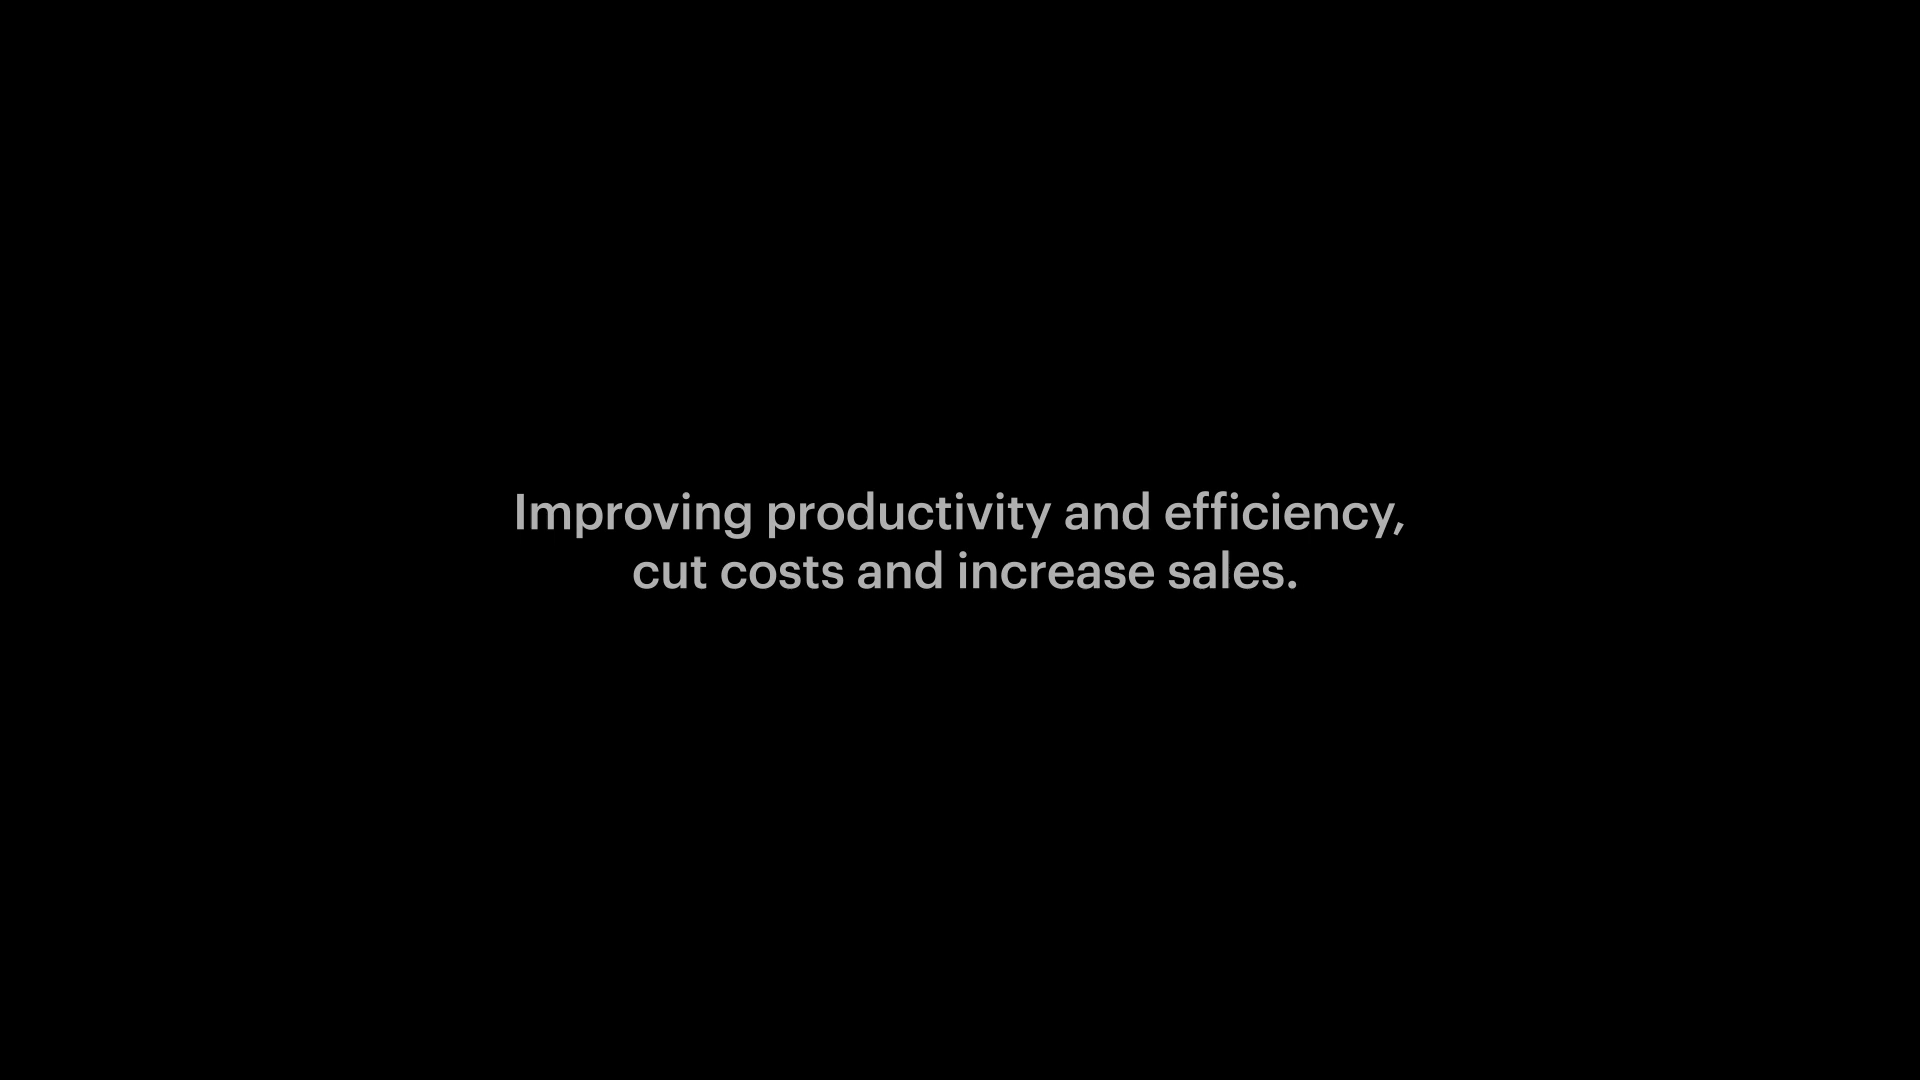 Improving productivity and efficiency,
cut costs and increase sales.